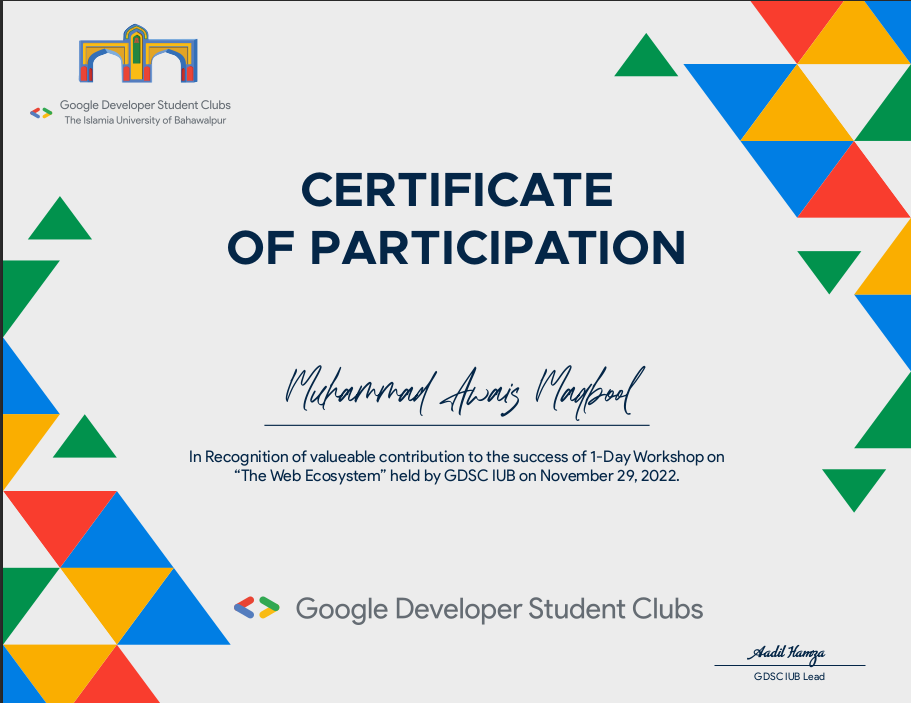 Google Developer Student Clubs
The Islamia University of Bahawalpur
CERTIFICATE
OF PARTICIPATION
Muhammad Awais Maqbool
In Recognition of valueable contribution to the success of 1-Day Workshop on
“The Web Ecosystem” held by GDSC IUB on November 29, 2022.
Google Developer Student Clubs
Aadil Hamza
GDSC IUB Lead